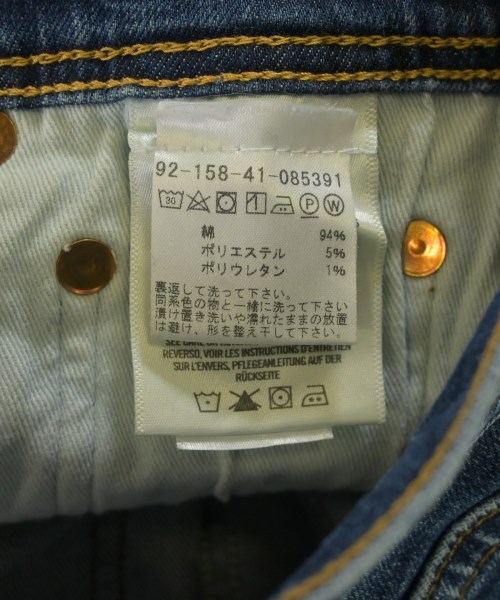 92-158-41-085391
30 P W
綿 94%
ポリエステル 5%
ポリウレタン 1%
裏返して洗って下さい。
同系色の物と一緒に洗って下さい
漬け置き洗いや濡れたままの放置
は避け、形を整え干して下さい。
REVERSO, VOIR LES INSTRUCTIONS D'ENTRETIEN
SUR L'ENVERS, PFLEGEANLEITUNG AUF DER
RÜCKSEITE